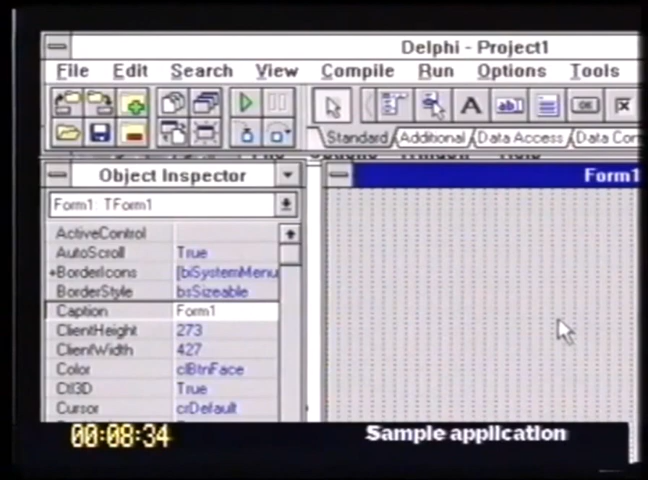 Delphi - Project1
File Edit Search View Compile Run Options Tools
A ab OK
Standard Additional Data Access Data Con
Object Inspector
Form1
Form1: TForm1
ActiveControl
AutoScroll True
+BorderIcons [biSystemMenu
BorderStyle bsSizeable
Caption Form1
ClientHeight 273
ClientWidth 427
Color clBtnFace
Ctl3D True
Cursor crDefault
00:08:34
Sample application